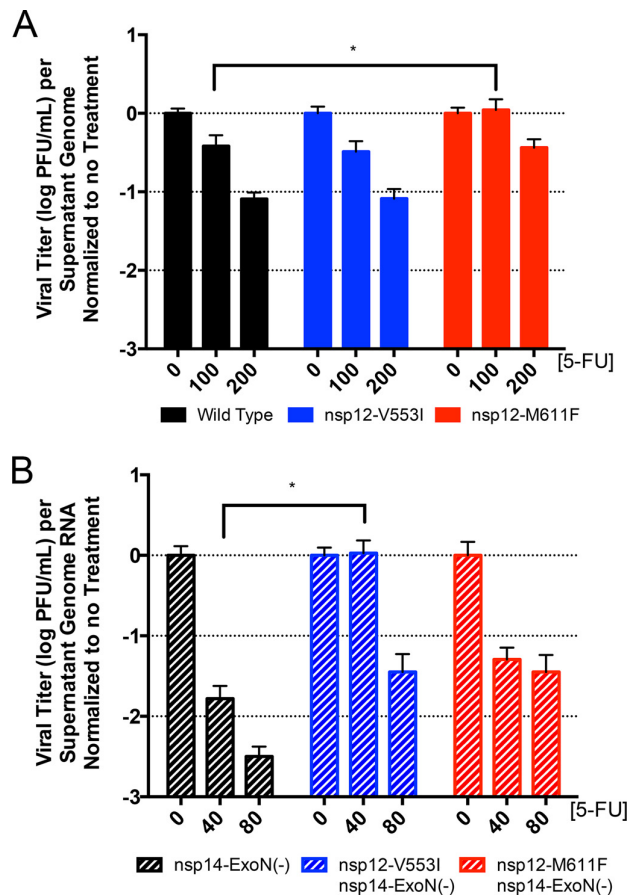 A
*
Viral Titer (log PFU/mL) per
Supernatant Genome
Normalized to no Treatment
1
0
-1
-2
-3
0 100 200 0 100 200 0 100 200 [5-FU]
Wild Type nsp12-V553I nsp12-M611F
B
*
Viral Titer (log PFU/mL) per
Supernatant Genome RNA
Normalized to no Treatment
1
0
-1
-2
-3
0 40 80 0 40 80 0 40 80 [5-FU]
nsp14-ExoN(-) nsp12-V553I nsp12-M611F
nsp14-ExoN(-) nsp14-ExoN(-)